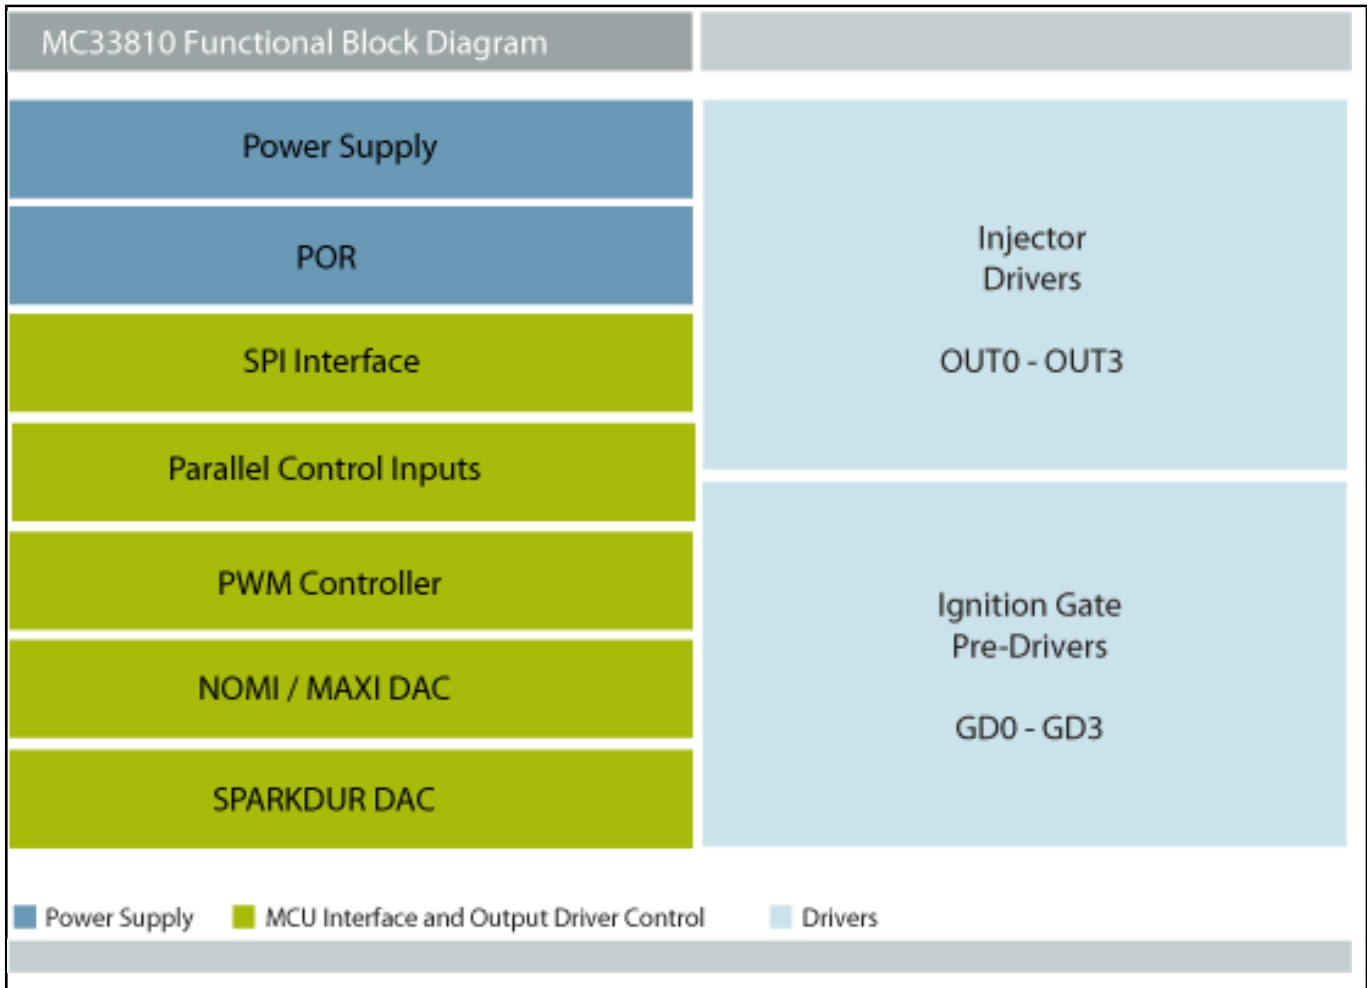 MC33810 Functional Block Diagram
Power Supply
POR
SPI Interface
Parallel Control Inputs
PWM Controller
NOMI / MAXI DAC
SPARKDUR DAC
Injector
Drivers
OUT0 - OUT3
Ignition Gate
Pre-Drivers
GD0 - GD3
Power Supply
MCU Interface and Output Driver Control
Drivers